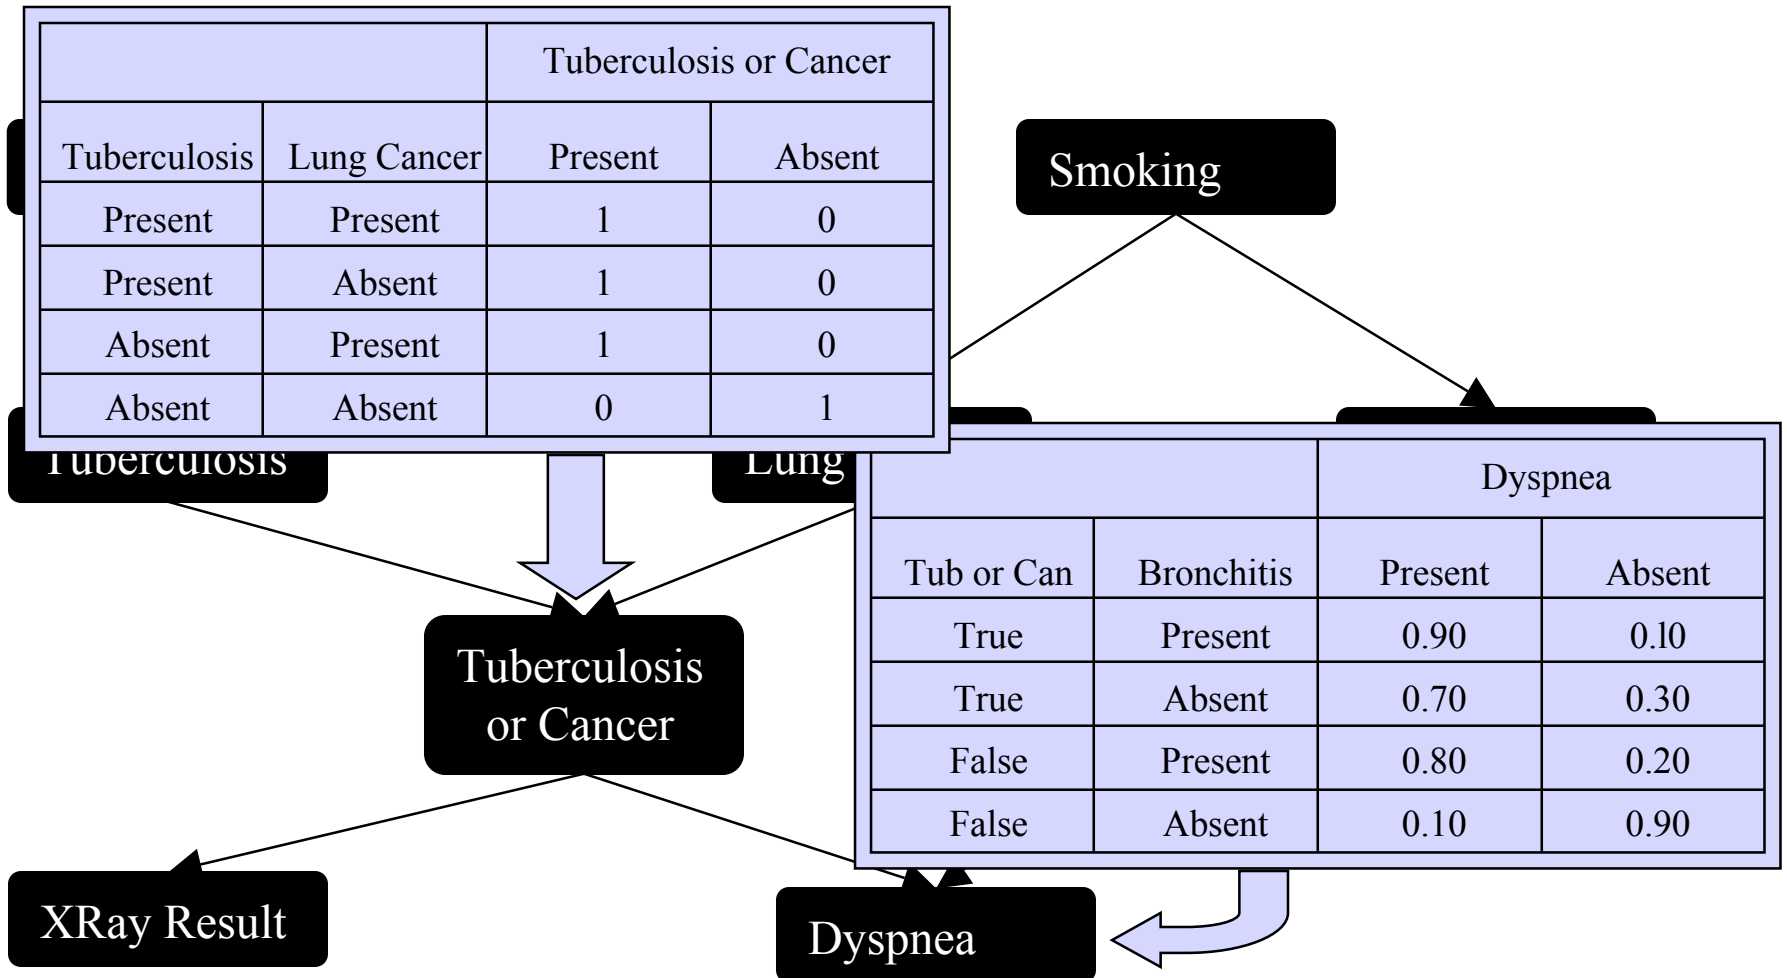 Tuberculosis or Cancer
Tuberculosis Lung Cancer Present Absent
Present Present 1 0
Present Absent 1 0
Absent Present 1 0
Absent Absent 0 1
Smoking
Tuberculosis
Lung
Dyspnea
Tub or Can Bronchitis Present Absent
True Present 0.90 0.l0
True Absent 0.70 0.30
False Present 0.80 0.20
False Absent 0.10 0.90
Tuberculosis
or Cancer
XRay Result
Dyspnea